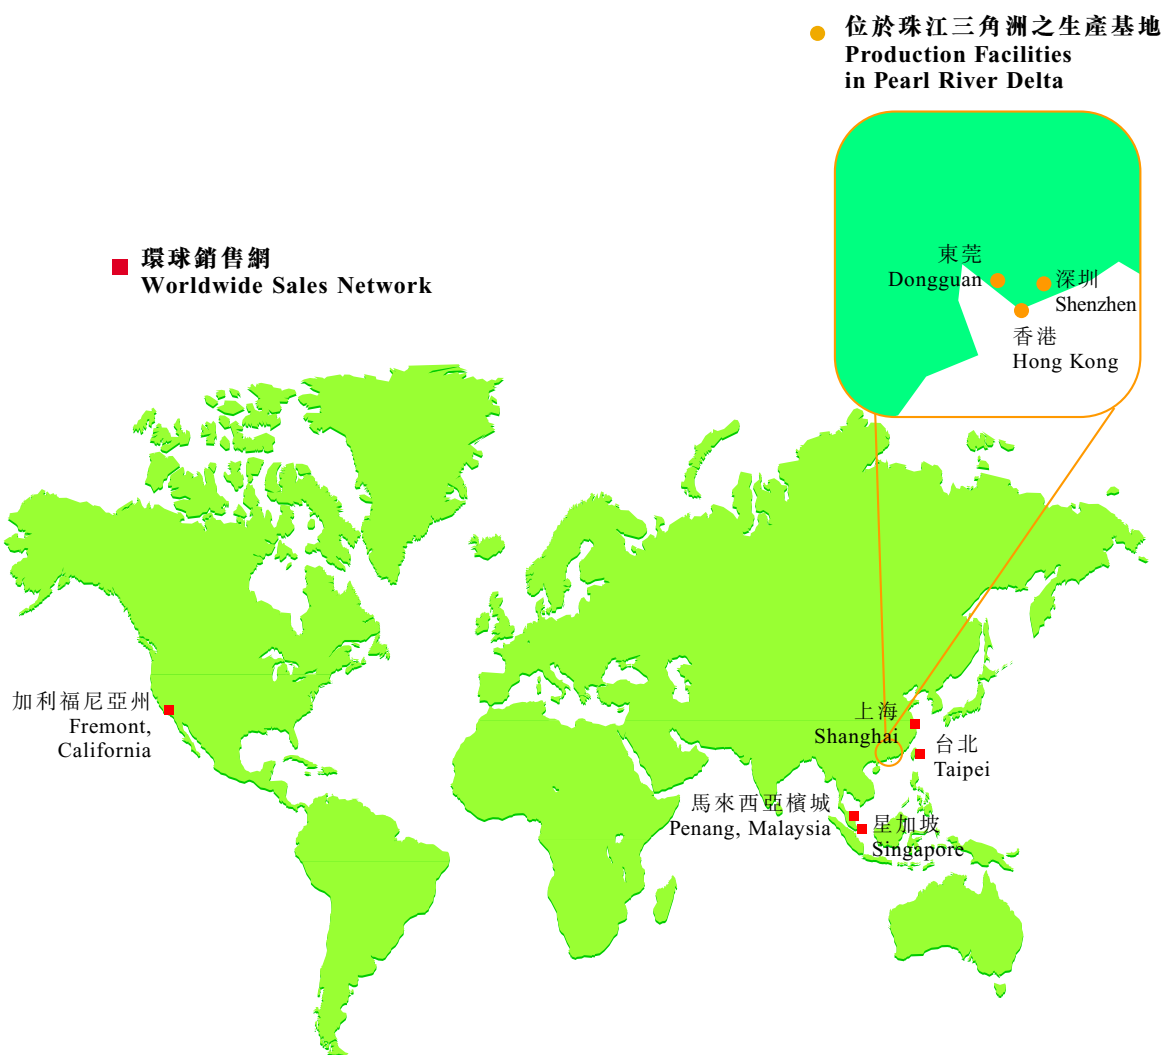 位於珠江三角洲之生產基地
Production Facilities
in Pearl River Delta
環球銷售網
Worldwide Sales Network
東莞
Dongguan
深圳
Shenzhen
香港
Hong Kong
加利福尼亞州
Fremont,
California
上海
Shanghai
台北
Taipei
馬來西亞檳城
Penang, Malaysia
星加坡
Singapore